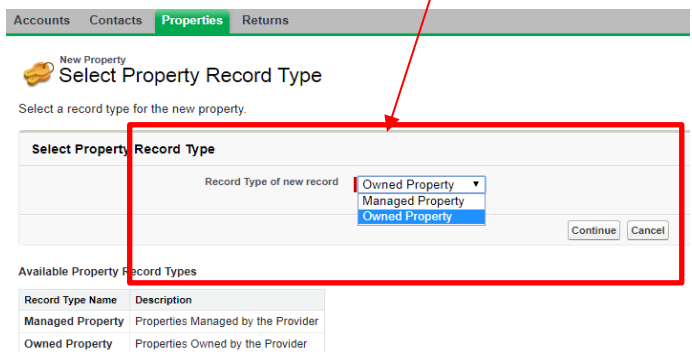 Accounts Contacts Properties Returns
New Property
Select Property Record Type
Select a record type for the new property.
Select Property Record Type
Record Type of new record Owned Property
Managed Property
Owned Property
Continue Cancel
Available Property Record Types
Record Type Name Description
Managed Property Properties Managed by the Provider
Owned Property Properties Owned by the Provider